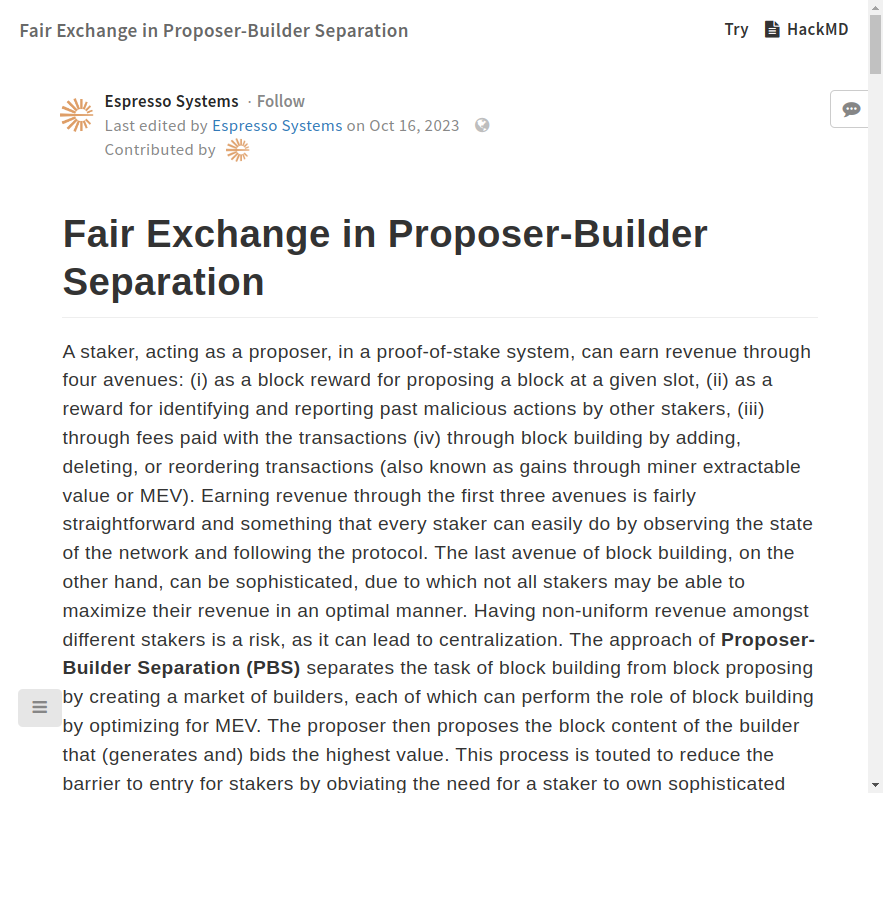 Fair Exchange in Proposer-Builder Separation
Try HackMD
Espresso Systems · Follow
Last edited by Espresso Systems on Oct 16, 2023
Contributed by
Fair Exchange in Proposer-Builder
Separation
A staker, acting as a proposer, in a proof-of-stake system, can earn revenue through
four avenues: (i) as a block reward for proposing a block at a given slot, (ii) as a
reward for identifying and reporting past malicious actions by other stakers, (iii)
through fees paid with the transactions (iv) through block building by adding,
deleting, or reordering transactions (also known as gains through miner extractable
value or MEV). Earning revenue through the first three avenues is fairly
straightforward and something that every staker can easily do by observing the state
of the network and following the protocol. The last avenue of block building, on the
other hand, can be sophisticated, due to which not all stakers may be able to
maximize their revenue in an optimal manner. Having non-uniform revenue amongst
different stakers is a risk, as it can lead to centralization. The approach of Proposer-
Builder Separation (PBS) separates the task of block building from block proposing
by creating a market of builders, each of which can perform the role of block building
by optimizing for MEV. The proposer then proposes the block content of the builder
that (generates and) bids the highest value. This process is touted to reduce the
barrier to entry for stakers by obviating the need for a staker to own sophisticated